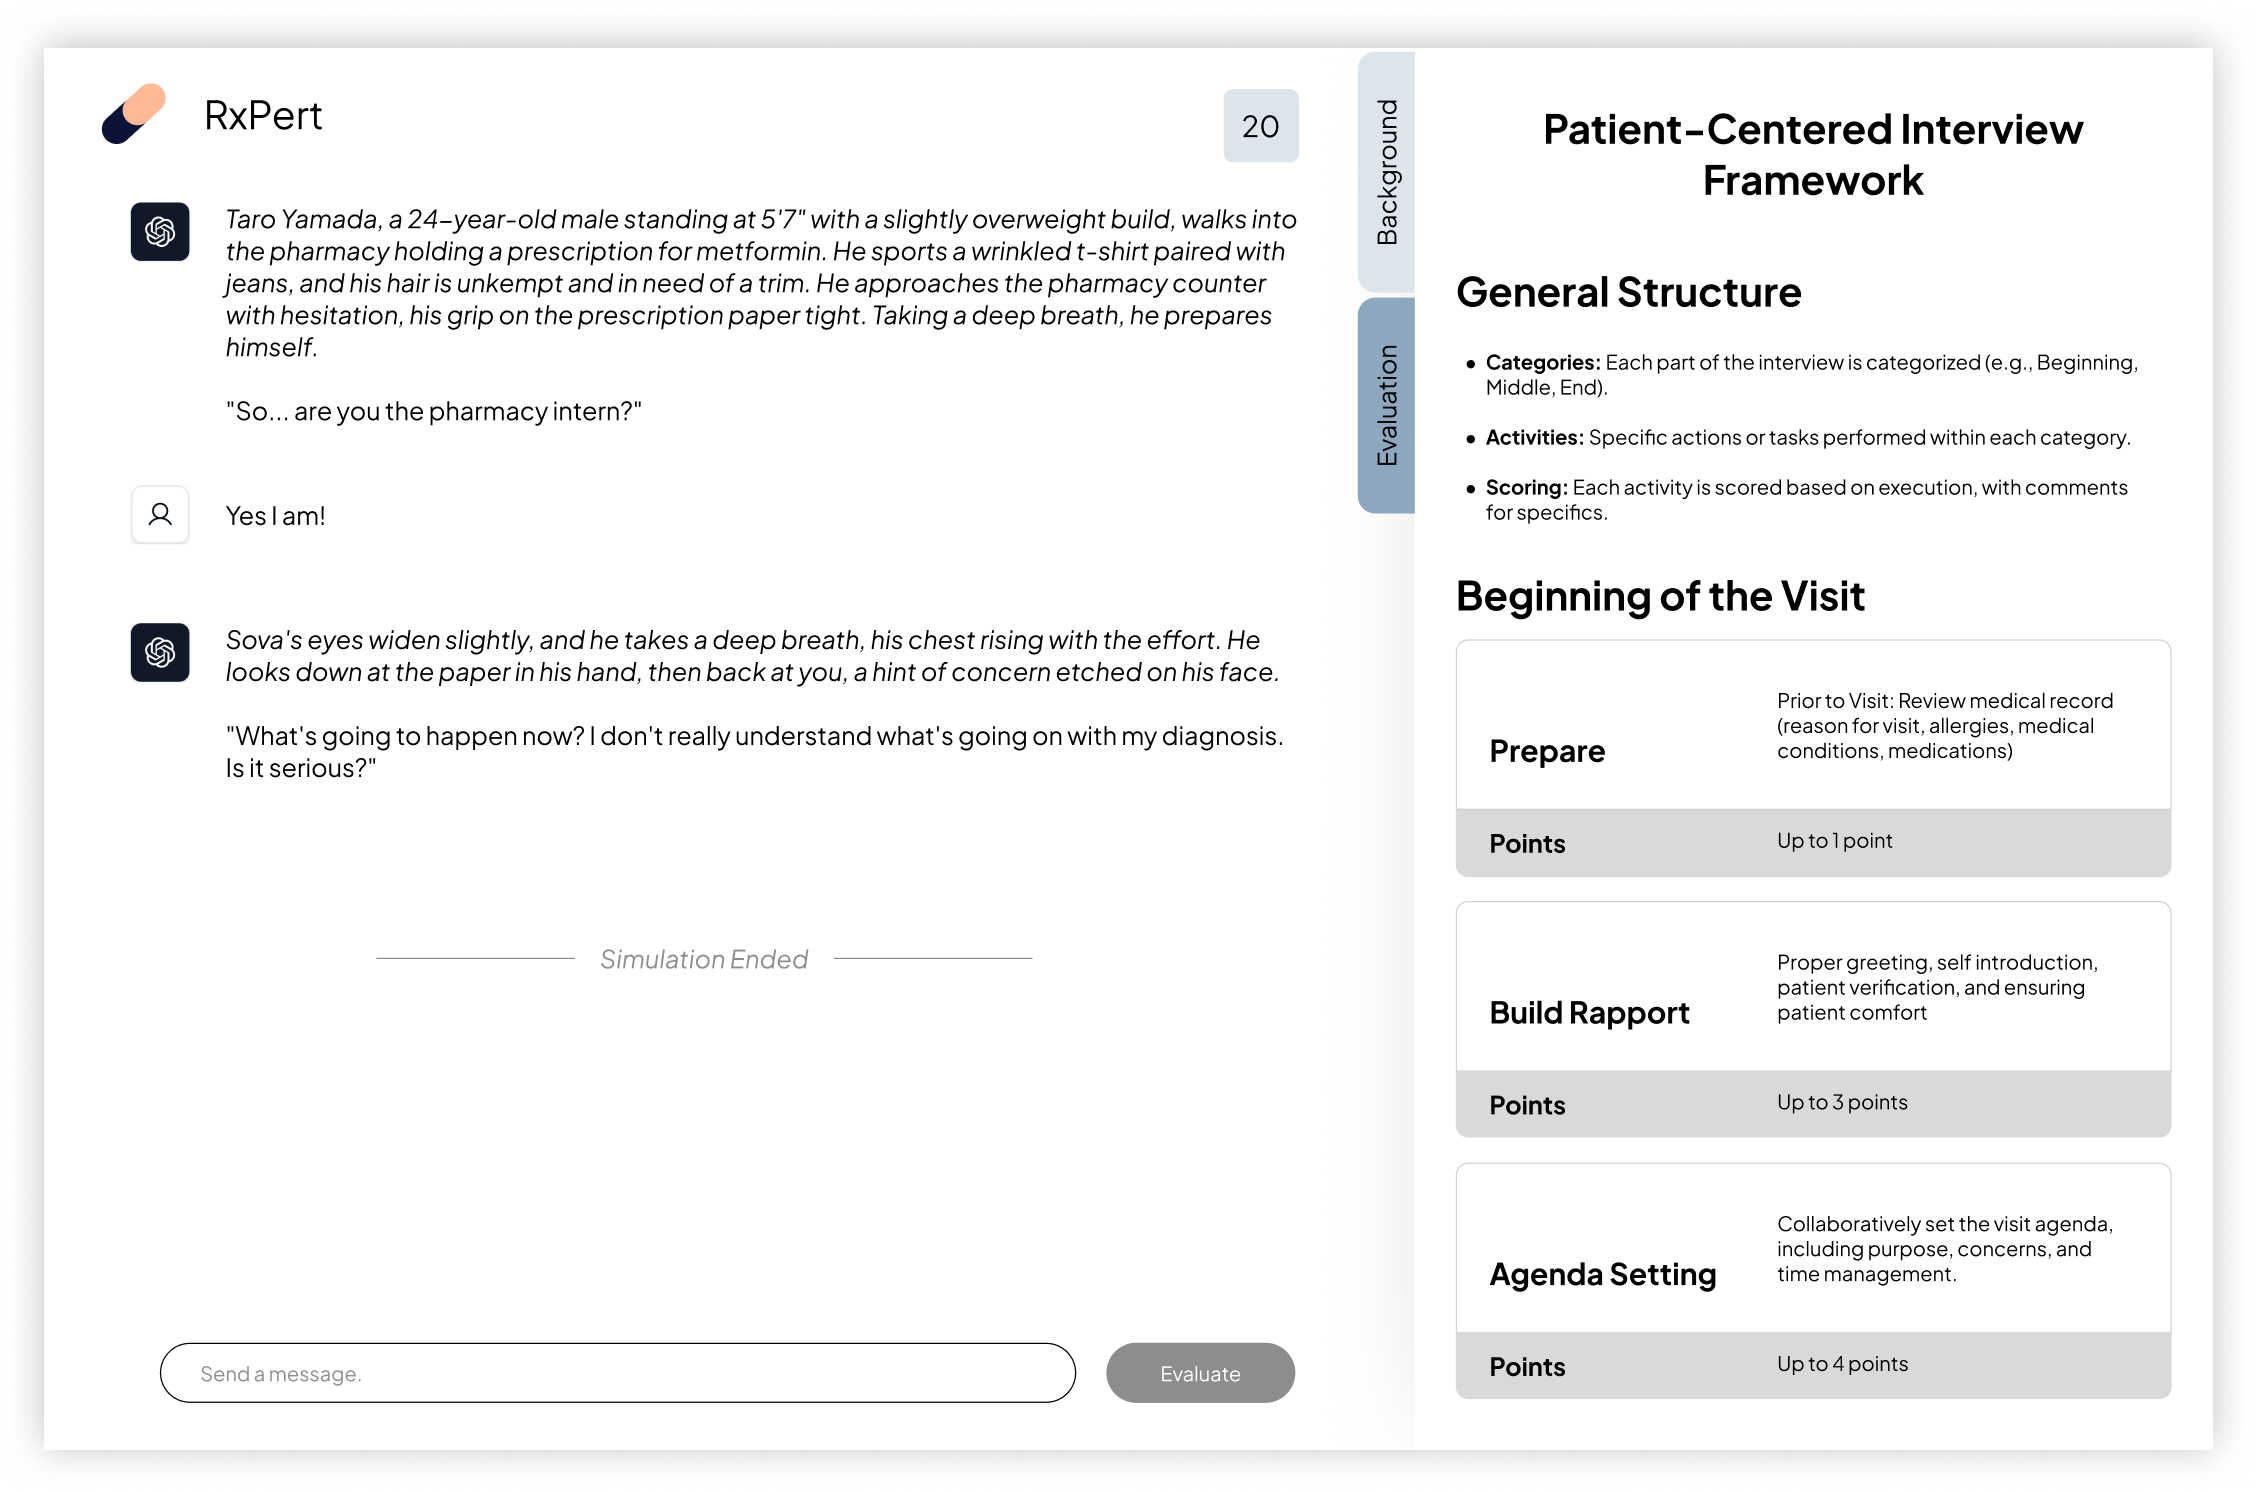 RxPert
20
Taro Yamada, a 24-year-old male standing at 5'7" with a slightly overweight build, walks into
the pharmacy holding a prescription for metformin. He sports a wrinkled t-shirt paired with
jeans, and his hair is unkempt and in need of a trim. He approaches the pharmacy counter
with hesitation, his grip on the prescription paper tight. Taking a deep breath, he prepares
himself.
"So... are you the pharmacy intern?"
Yes I am!
Sova's eyes widen slightly, and he takes a deep breath, his chest rising with the effort. He
looks down at the paper in his hand, then back at you, a hint of concern etched on his face.
"What's going to happen now? I don't really understand what's going on with my diagnosis.
Is it serious?"
Simulation Ended
Send a message.
Evaluate
Background
Evaluation
Patient-Centered Interview
Framework
General Structure
• Categories: Each part of the interview is categorized (e.g., Beginning,
Middle, End).
• Activities: Specific actions or tasks performed within each category.
• Scoring: Each activity is scored based on execution, with comments
for specifics.
Beginning of the Visit
Prepare
Prior to Visit: Review medical record
(reason for visit, allergies, medical
conditions, medications)
Points
Up to 1 point
Build Rapport
Proper greeting, self introduction,
patient verification, and ensuring
patient comfort
Points
Up to 3 points
Agenda Setting
Collaboratively set the visit agenda,
including purpose, concerns, and
time management.
Points
Up to 4 points